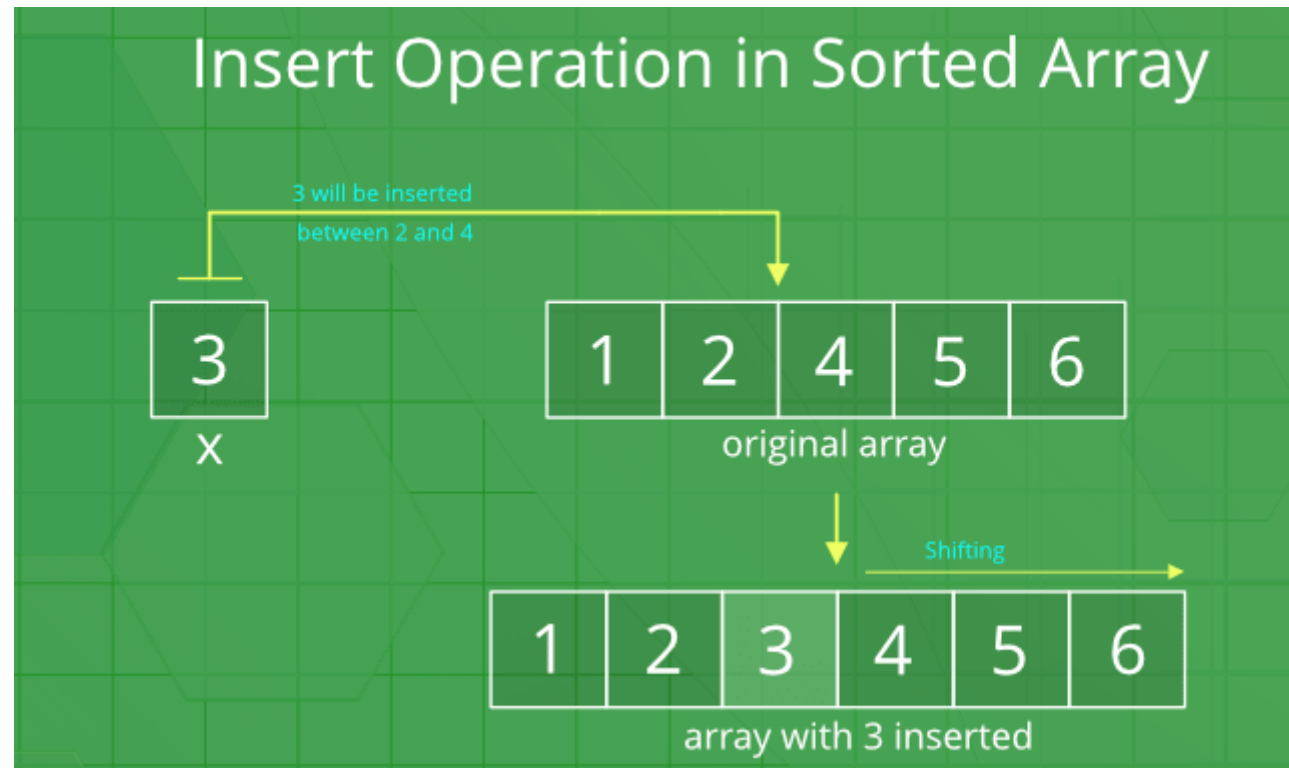 Insert Operation in Sorted Array
3 will be inserted
between 2 and 4
3
x
1 2 4 5 6
original array
Shifting
1 2 3 4 5 6
array with 3 inserted